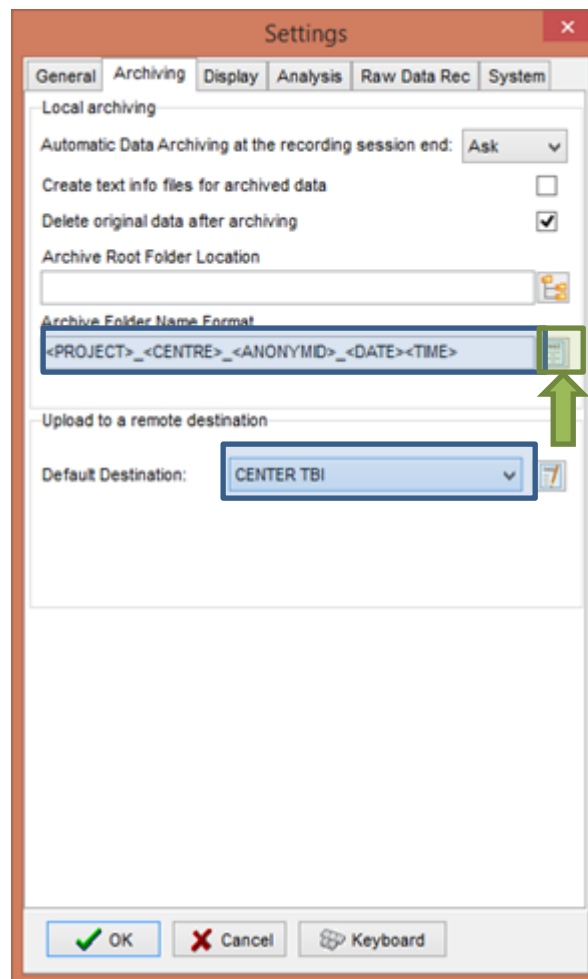 Settings
General Archiving Display Analysis Raw Data Rec System
Local archiving
Automatic Data Archiving at the recording session end: Ask
Create text info files for archived data
Delete original data after archiving
Archive Root Folder Location
Archive Folder Name Format
<PROJECT>_<CENTRE>_<ANONYMID>_<DATE><TIME>
Upload to a remote destination
Default Destination: CENTER TBI
OK Cancel Keyboard